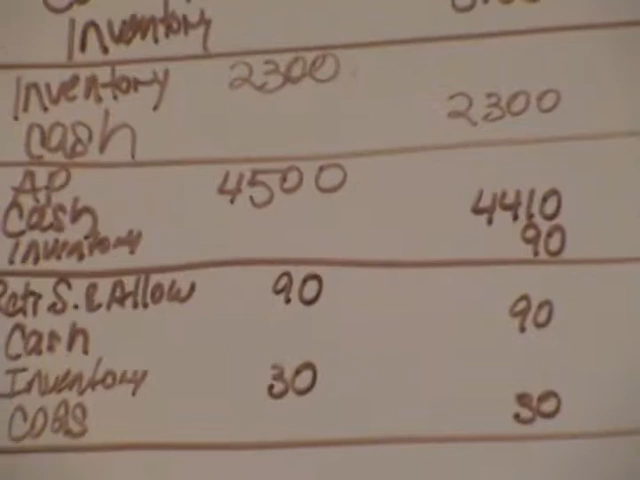 Inventory
Inventory 2300
Cash 2300
AP 4500
Cash 4410
Inventory 90
Retr S. & Allow 90
Cash 90
Inventory 30
COGS 30